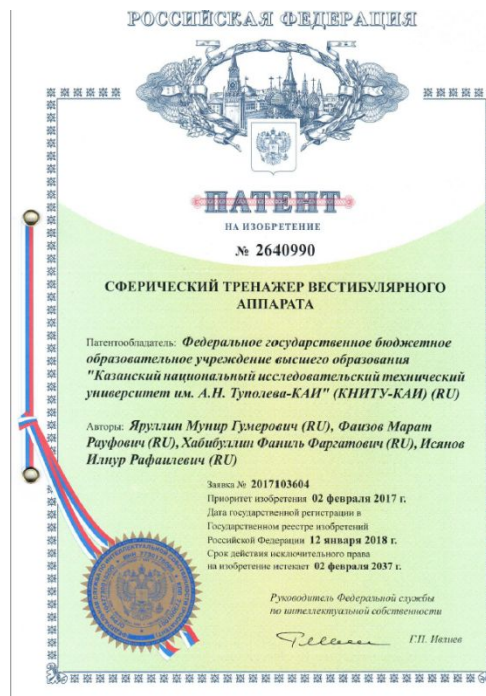 РОССИЙСКАЯ ФЕДЕРАЦИЯ
ПАТЕНТ
НА ИЗОБРЕТЕНИЕ
№ 2640990
СФЕРИЧЕСКИЙ ТРЕНАЖЕР ВЕСТИБУЛЯРНОГО
АППАРАТА
Патентообладатель: Федеральное государственное бюджетное
образовательное учреждение высшего образования
"Казанский национальный исследовательский технический
университет им. А.Н. Туполева-КАИ" (КНИТУ-КАИ) (RU)
Авторы: Яруллин Мунир Гумерович (RU), Фаизов Марат
Рауфович (RU), Хабибуллин Фаниль Фаргатович (RU), Исянов
Илнур Рафаилевич (RU)
Заявка № 2017103604
Приоритет изобретения 02 февраля 2017 г.
Дата государственной регистрации в
Государственном реестре изобретений
Российской Федерации 12 января 2018 г.
Срок действия исключительного права
на изобретение истекает 02 февраля 2037 г.
Руководитель Федеральной службы
по интеллектуальной собственности
Г.П. Ивлиев